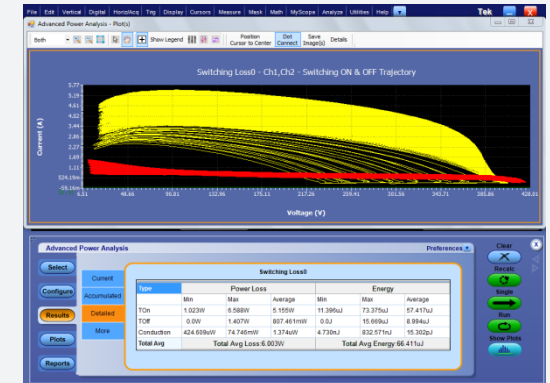 File Edit Vertical Digital Horiz/Acq Trig Display Cursors Measure Mask Math MyScope Analyze Utilities Help Tek
Advanced Power Analysis - Plot(s)
Both Show Legend Position Cursor to Center Dot Connect Save Image(s) Details
Switching Loss0 - Ch1,Ch2 - Switching ON & OFF Trajectory
Current (A)
5.77
5.19
4.61
4.02
3.44
2.86
2.27
1.69
1.11
524.19m
-59.16m
6.51 48.66 90.81 132.96 175.11 217.26 259.41 301.56 343.71 385.86 428.01
Voltage (V)
Advanced Power Analysis Preferences Clear
X
Select
Configure
Results
Plots
Reports
Current
Accumulated
Detailed
More
Switching Loss0
Type Power Loss Energy
Min Max Average Min Max Average
TOn 1.023W 6.588W 5.155W 11.396uJ 73.375uJ 57.417uJ
TOff 0.0W 1.407W 807.461mW 0.0J 15.669uJ 8.994uJ
Conduction 424.609uW 74.746mW 1.374uW 4.730nJ 832.571nJ 15.302pJ
Total Avg Total Avg Loss:6.003W Total Avg Energy:66.411uJ
Recalc
Single
Run
Show Plots